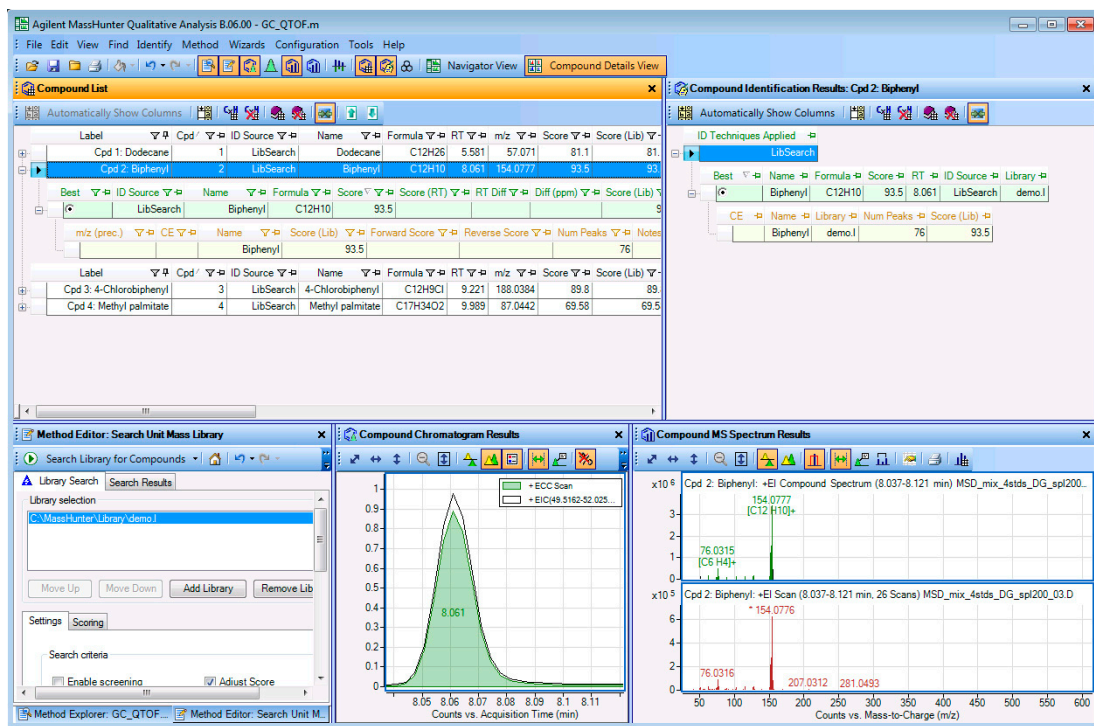 Agilent MassHunter Qualitative Analysis B.06.00 - GC_QTOF.m
File Edit View Find Identify Method Wizards Configuration Tools Help
Navigator View Compound Details View
Compound List
Automatically Show Columns
Label Cpd ID Source Name Formula RT m/z Score Score (Lib)
Cpd 1: Dodecane 1 LibSearch Dodecane C12H26 5.581 57.071 81.1 81.
Cpd 2: Biphenyl 2 LibSearch Biphenyl C12H10 8.061 154.0777 93.5 93.
Best ID Source Name Formula Score Score (RT) RT Diff Diff (ppm) Score (Lib)
LibSearch Biphenyl C12H10 93.5 9
m/z (prec.) CE Name Score (Lib) Forward Score Reverse Score Num Peaks Notes
Biphenyl 93.5 76
Label Cpd ID Source Name Formula RT m/z Score Score (Lib)
Cpd 3: 4-Chlorobiphenyl 3 LibSearch 4-Chlorobiphenyl C12H9Cl 9.221 188.0384 89.8 89.
Cpd 4: Methyl palmitate 4 LibSearch Methyl palmitate C17H34O2 9.989 87.0442 69.58 69.5
Compound Identification Results: Cpd 2: Biphenyl
Automatically Show Columns
ID Techniques Applied
LibSearch
Best Name Formula Score RT ID Source Library
Biphenyl C12H10 93.5 8.061 LibSearch demo.l
CE Name Library Num Peaks Score (Lib)
Biphenyl demo.l 76 93.5
Method Editor: Search Unit Mass Library
Search Library for Compounds
Library Search Search Results
Library selection
C:\MassHunter\Library\demo.l
Move Up Move Down Add Library Remove Lib
Settings Scoring
Search criteria
Enable screening Adjust Score
Method Explorer: GC_QTOF.... Method Editor: Search Unit M...
Compound Chromatogram Results
+ ECC Scan
+ EIC(49.5162-52.025...
1
0.9
0.8
0.7
0.6
0.5
0.4
0.3
0.2
0.1
0
8.061
8.05 8.06 8.07 8.08 8.09 8.1 8.11
Counts vs. Acquisition Time (min)
Compound MS Spectrum Results
x10 6 Cpd 2: Biphenyl: +EI Compound Spectrum (8.037-8.121 min) MSD_mix_4stds_DG_spl200..
154.0777
[C12 H10]+
3
2
76.0315
[C6 H4]+
1
0
x10 5 Cpd 2: Biphenyl: +EI Scan (8.037-8.121 min, 26 Scans) MSD_mix_4stds_DG_spl200_03.D
* 154.0776
6
4
2
76.0316
207.0312 281.0493
0
50 100 150 200 250 300 350 400 450 500 550 600
Counts vs. Mass-to-Charge (m/z)